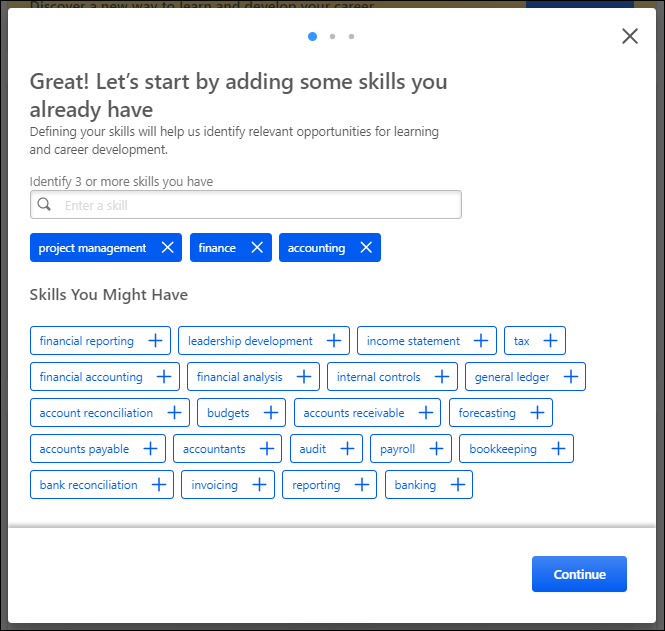 Discover a new way to learn and develop your career
Great! Let's start by adding some skills you
already have
Defining your skills will help us identify relevant opportunities for learning
and career development.
Identify 3 or more skills you have
Enter a skill
project management finance accounting
Skills You Might Have
financial reporting leadership development income statement tax
financial accounting financial analysis internal controls general ledger
account reconciliation budgets accounts receivable forecasting
accounts payable accountants audit payroll bookkeeping
bank reconciliation invoicing reporting banking
Continue